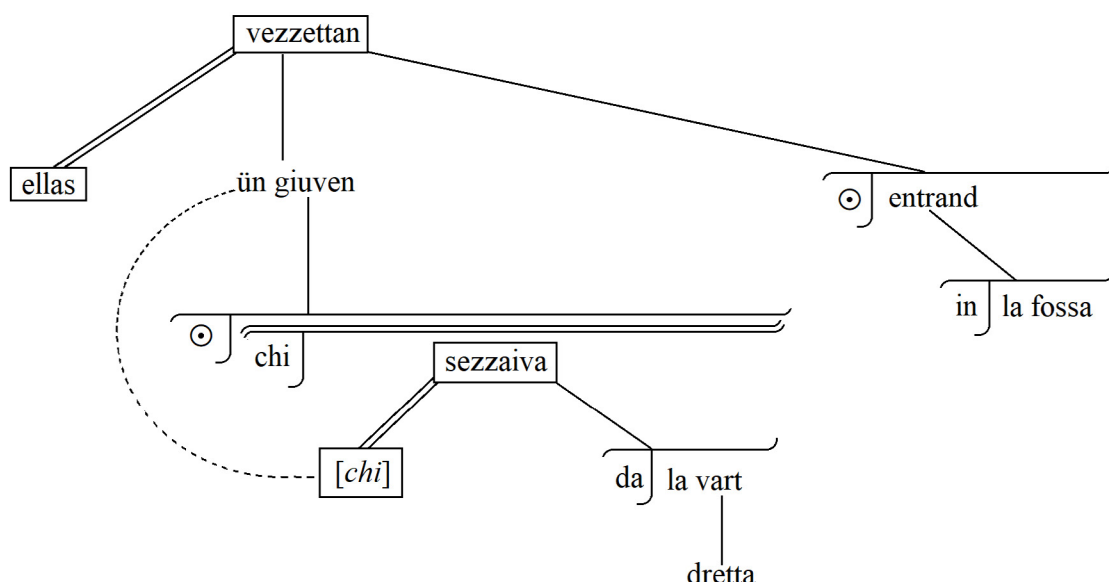 vezzettan
ellas
ün giuven
entrand
in la fossa
chi
sezzaiva
[chi]
da la vart
dretta